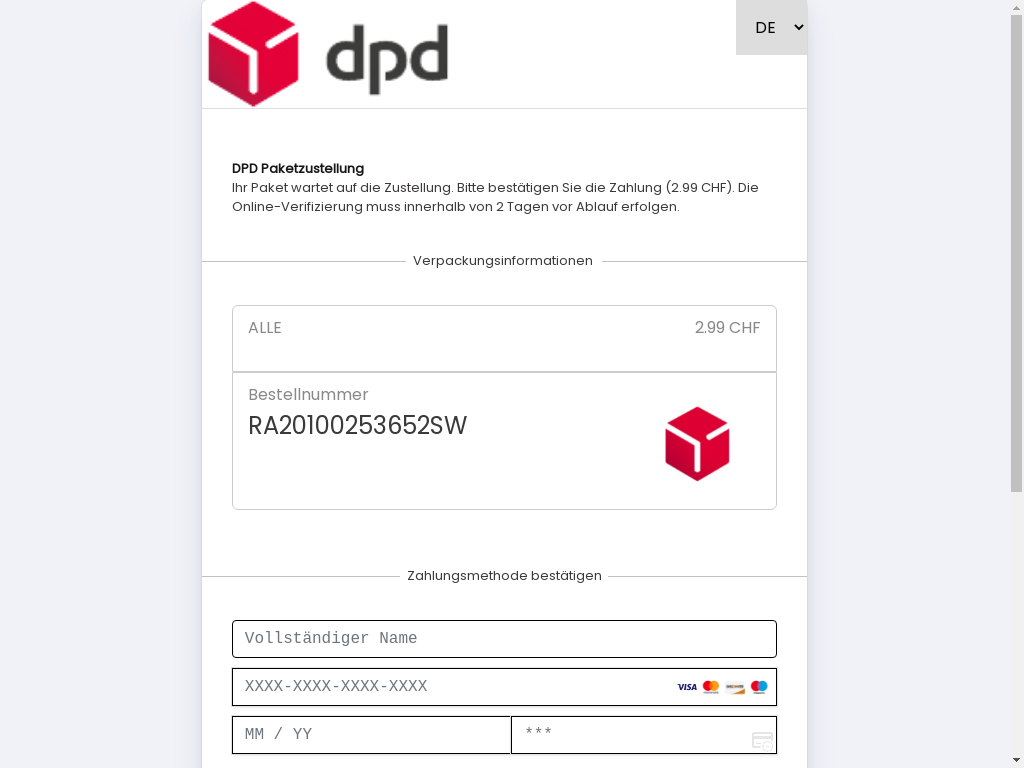 dpd
DE
DPD Paketzustellung
Ihr Paket wartet auf die Zustellung. Bitte bestätigen Sie die Zahlung (2.99 CHF). Die
Online-Verifizierung muss innerhalb von 2 Tagen vor Ablauf erfolgen.
Verpackungsinformationen
ALLE 2.99 CHF
Bestellnummer
RA20100253652SW
Zahlungsmethode bestätigen
Vollständiger Name
XXXX-XXXX-XXXX-XXXX VISA
MM / YY ***